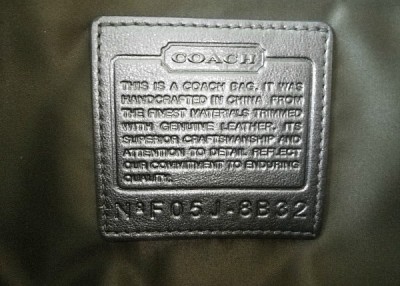 COACH
THIS IS A COACH BAG. IT WAS
HANDCRAFTED IN CHINA FROM
THE FINEST MATERIALS TRIMMED
WITH GENUINE LEATHER. ITS
SUPERIOR CRAFTSMANSHIP AND
ATTENTION TO DETAIL REFLECT
OUR COMMITMENT TO ENDURING
QUALITY.
Nº F05J-8B32